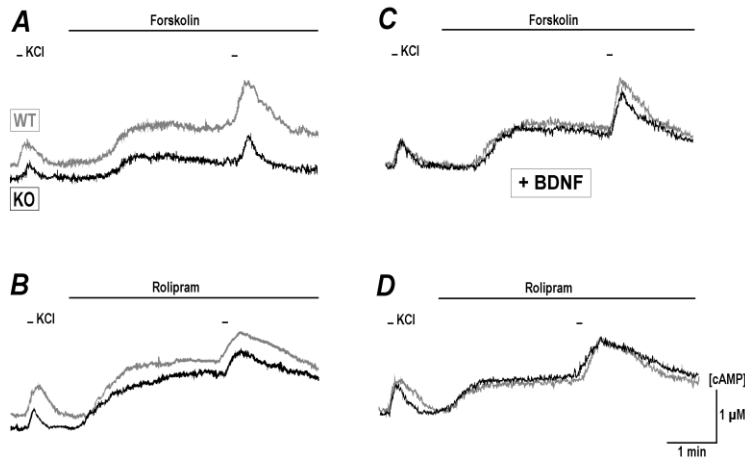 A
Forskolin
KCl
WT
KO
C
Forskolin
KCl
+ BDNF
B
Rolipram
KCl
D
Rolipram
KCl
[cAMP]
1 µM
1 min